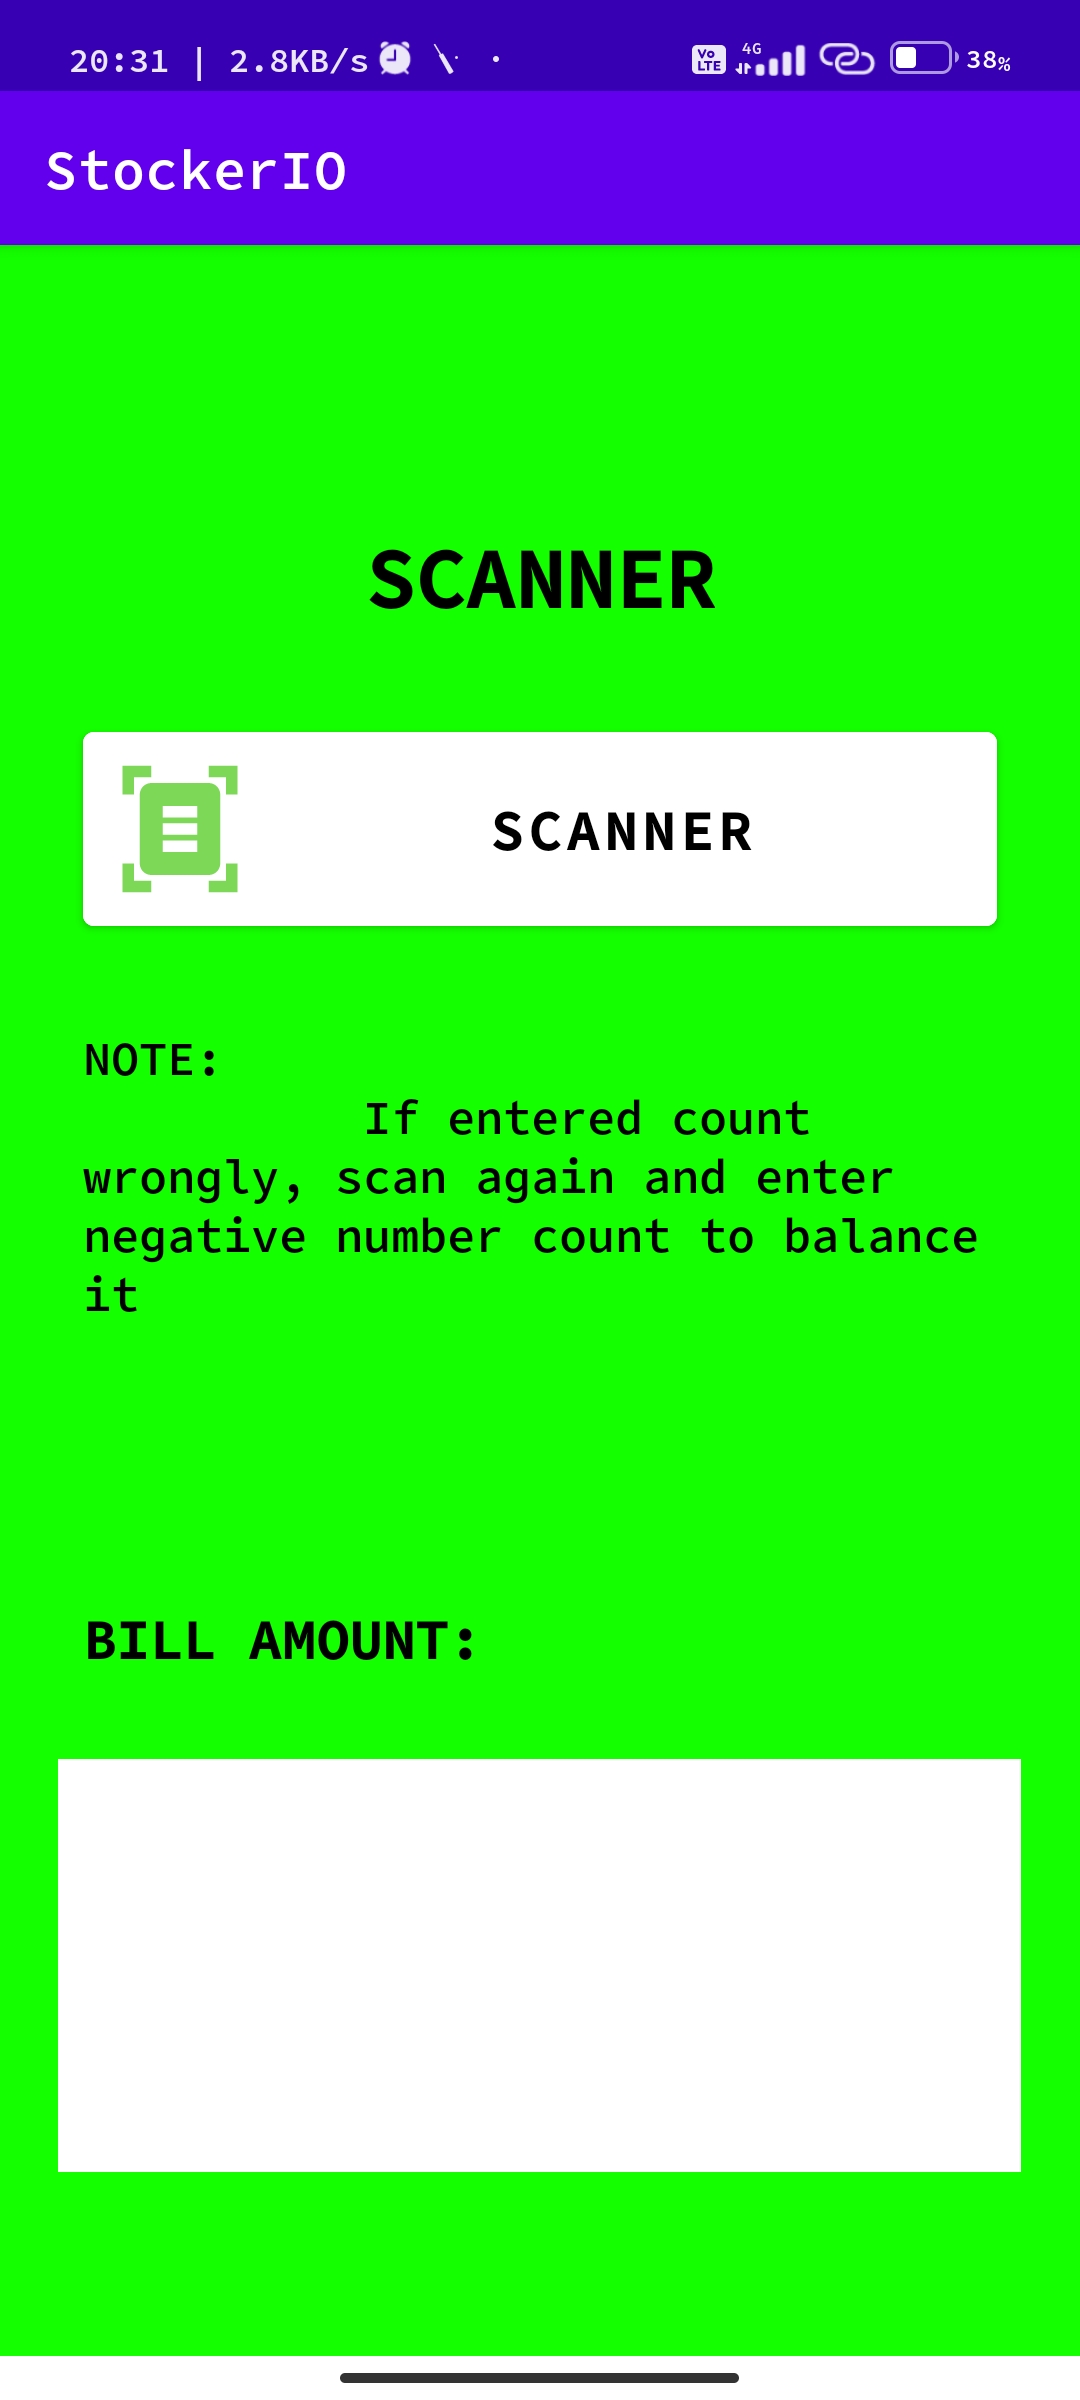 20:31 | 2.8KB/s Vo LTE 4G 38%
StockerIO
SCANNER
SCANNER
NOTE:
If entered count
wrongly, scan again and enter
negative number count to balance
it
BILL AMOUNT: